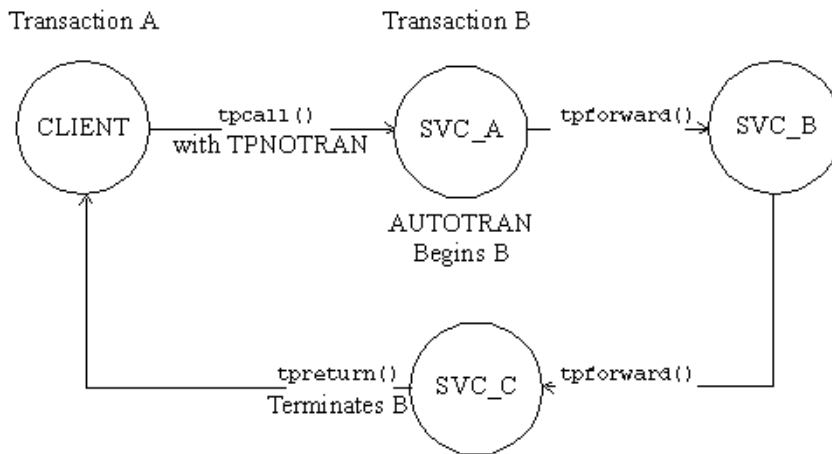 Transaction A
Transaction B
CLIENT
tpcall()
with TPNOTRAN
SVC_A
tpforward()
SVC_B
AUTOTRAN
Begins B
tpreturn()
Terminates B
SVC_C
tpforward()